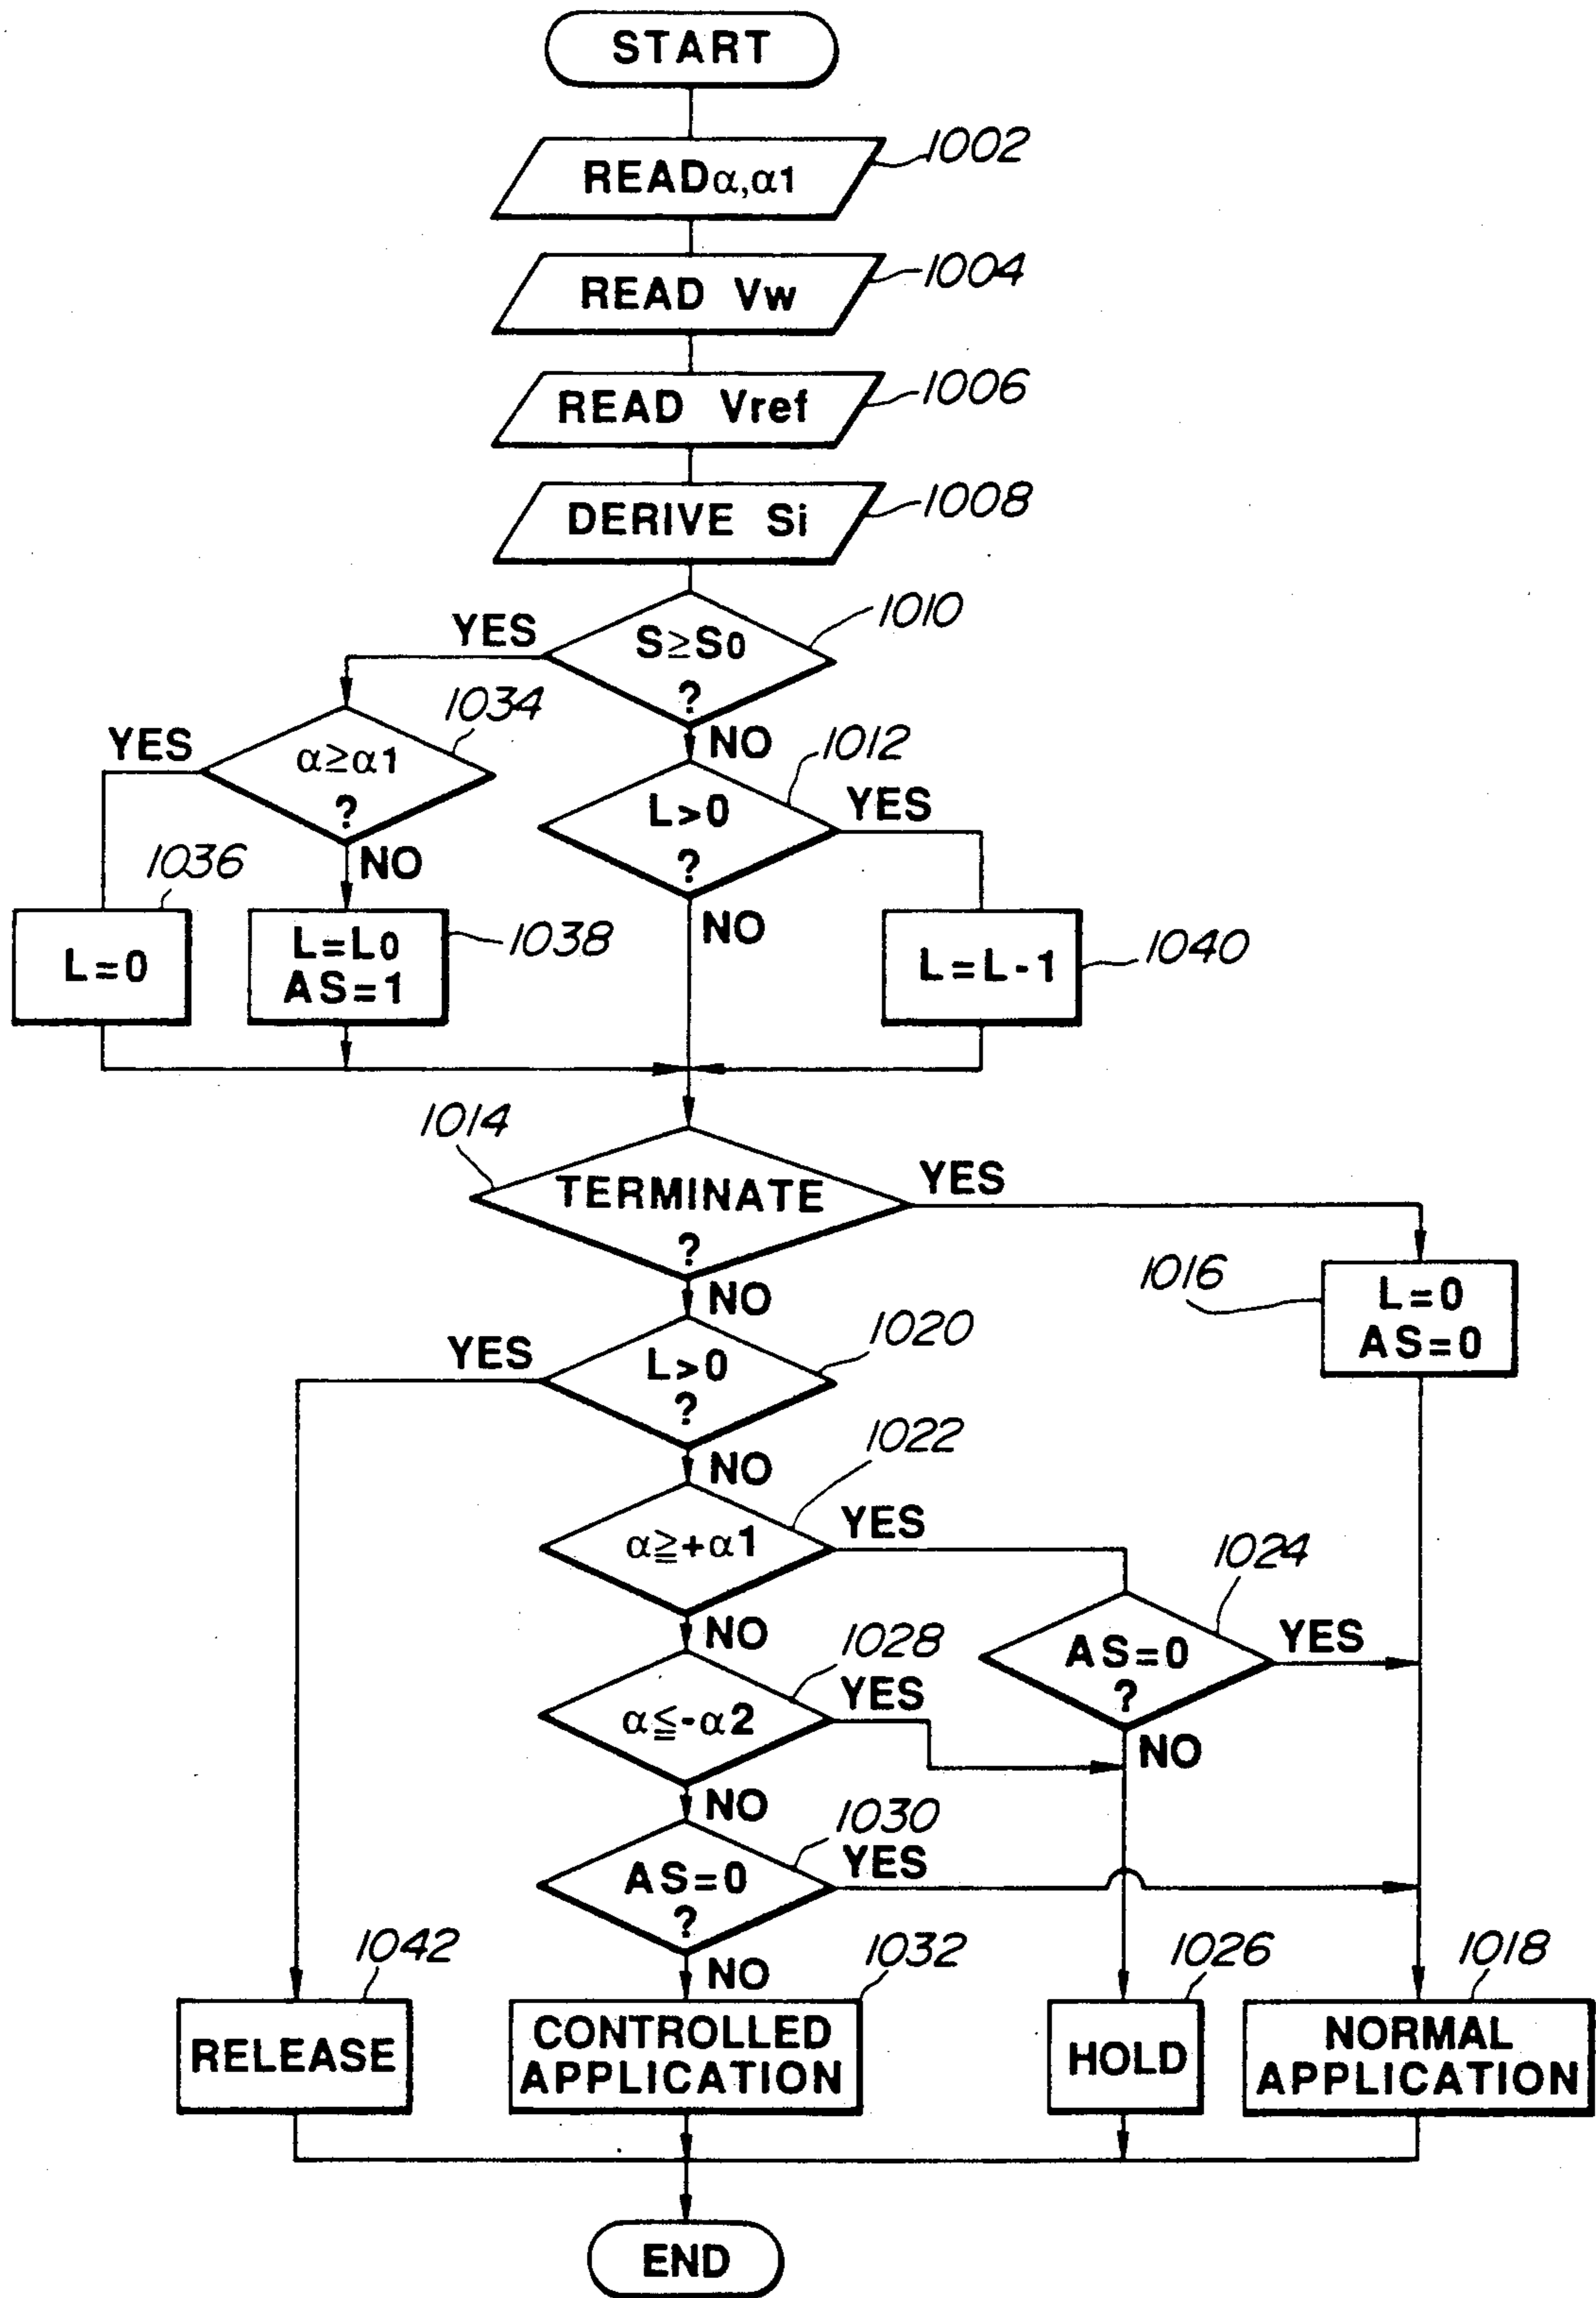 START
READ α,α1
1002
READ Vw
1004
READ Vref
1006
DERIVE Si
1008
S≥S0
?
1010
YES
NO
α≥α1
?
1034
YES
NO
L>0
?
1012
YES
NO
1036
L=0
L=L0
AS=1
1038
L=L-1
1040
1014
TERMINATE
?
YES
NO
1016
L=0
AS=0
L>0
?
1020
YES
NO
α≧+α1
1022
YES
NO
AS=0
?
1024
YES
NO
α≦-α2
1028
YES
NO
AS=0
?
1030
YES
NO
1042
RELEASE
1032
CONTROLLED
APPLICATION
1026
HOLD
1018
NORMAL
APPLICATION
END